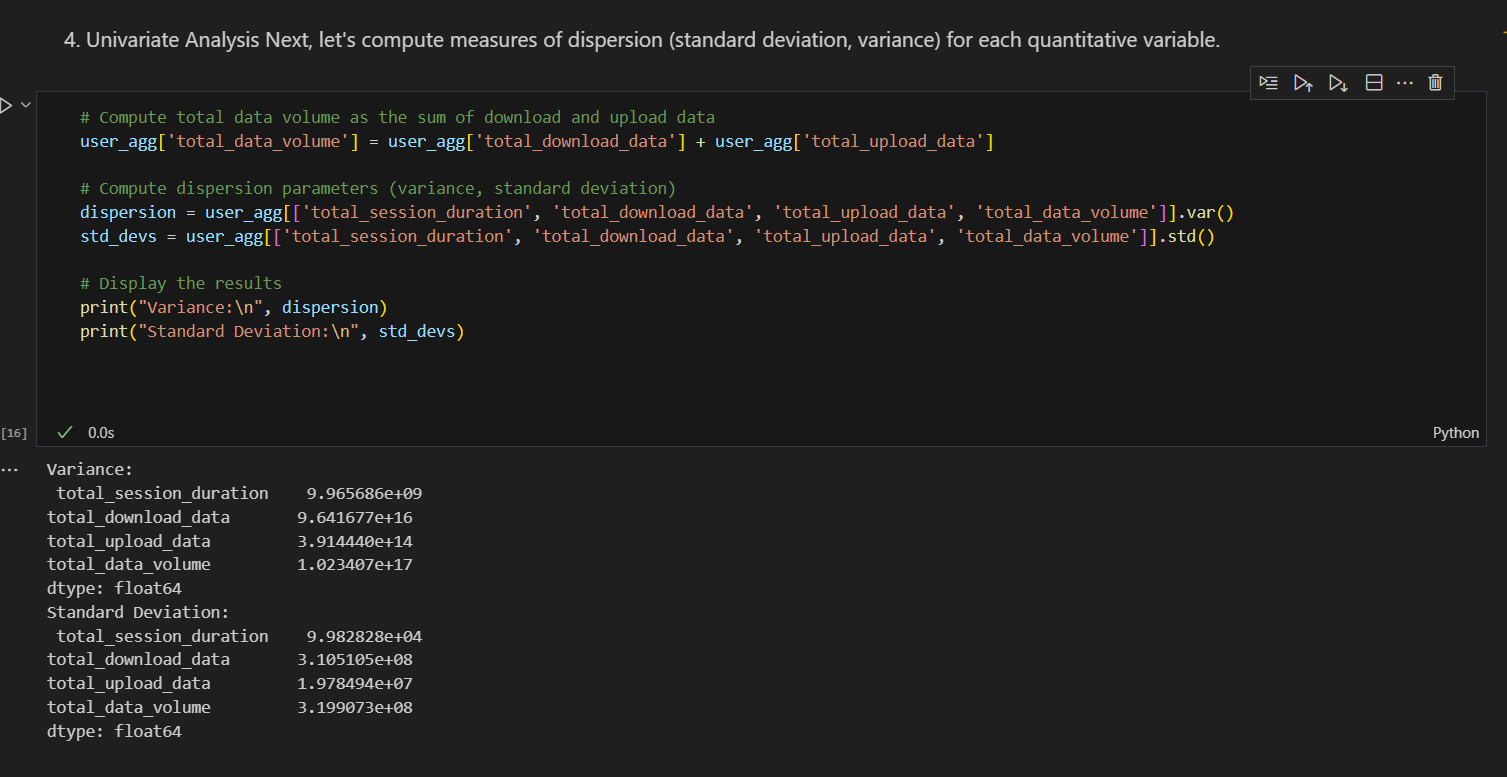 4. Univariate Analysis Next, let's compute measures of dispersion (standard deviation, variance) for each quantitative variable.
# Compute total data volume as the sum of download and upload data
user_agg['total_data_volume'] = user_agg['total_download_data'] + user_agg['total_upload_data']
# Compute dispersion parameters (variance, standard deviation)
dispersion = user_agg[['total_session_duration', 'total_download_data', 'total_upload_data', 'total_data_volume']].var()
std_devs = user_agg[['total_session_duration', 'total_download_data', 'total_upload_data', 'total_data_volume']].std()
# Display the results
print("Variance:\n", dispersion)
print("Standard Deviation:\n", std_devs)
[16] 0.0s Python
Variance:
total_session_duration 9.965686e+09
total_download_data 9.641677e+16
total_upload_data 3.914440e+14
total_data_volume 1.023407e+17
dtype: float64
Standard Deviation:
total_session_duration 9.982828e+04
total_download_data 3.105105e+08
total_upload_data 1.978494e+07
total_data_volume 3.199073e+08
dtype: float64